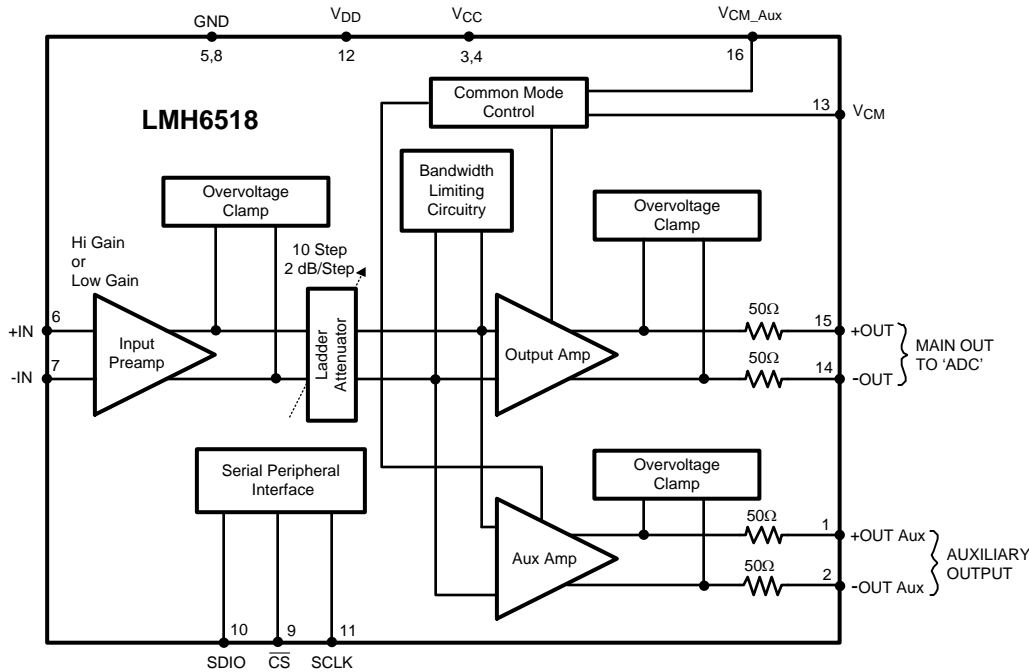 GND
V_DD
V_CC
V_CM_Aux
5,8
12
3,4
16
LMH6518
Common Mode
Control
13
V_CM
Overvoltage
Clamp
Bandwidth
Limiting
Circuitry
Overvoltage
Clamp
Hi Gain
or
Low Gain
10 Step
2 dB/Step
+IN
6
Input
Preamp
Ladder
Attenuator
Output Amp
50Ω
15
+OUT
-IN
7
50Ω
14
-OUT
MAIN OUT
TO ‘ADC’
Serial Peripheral
Interface
Overvoltage
Clamp
Aux Amp
50Ω
1
+OUT Aux
50Ω
2
-OUT Aux
AUXILIARY
OUTPUT
10
9
11
SDIO
C̅S̅
SCLK